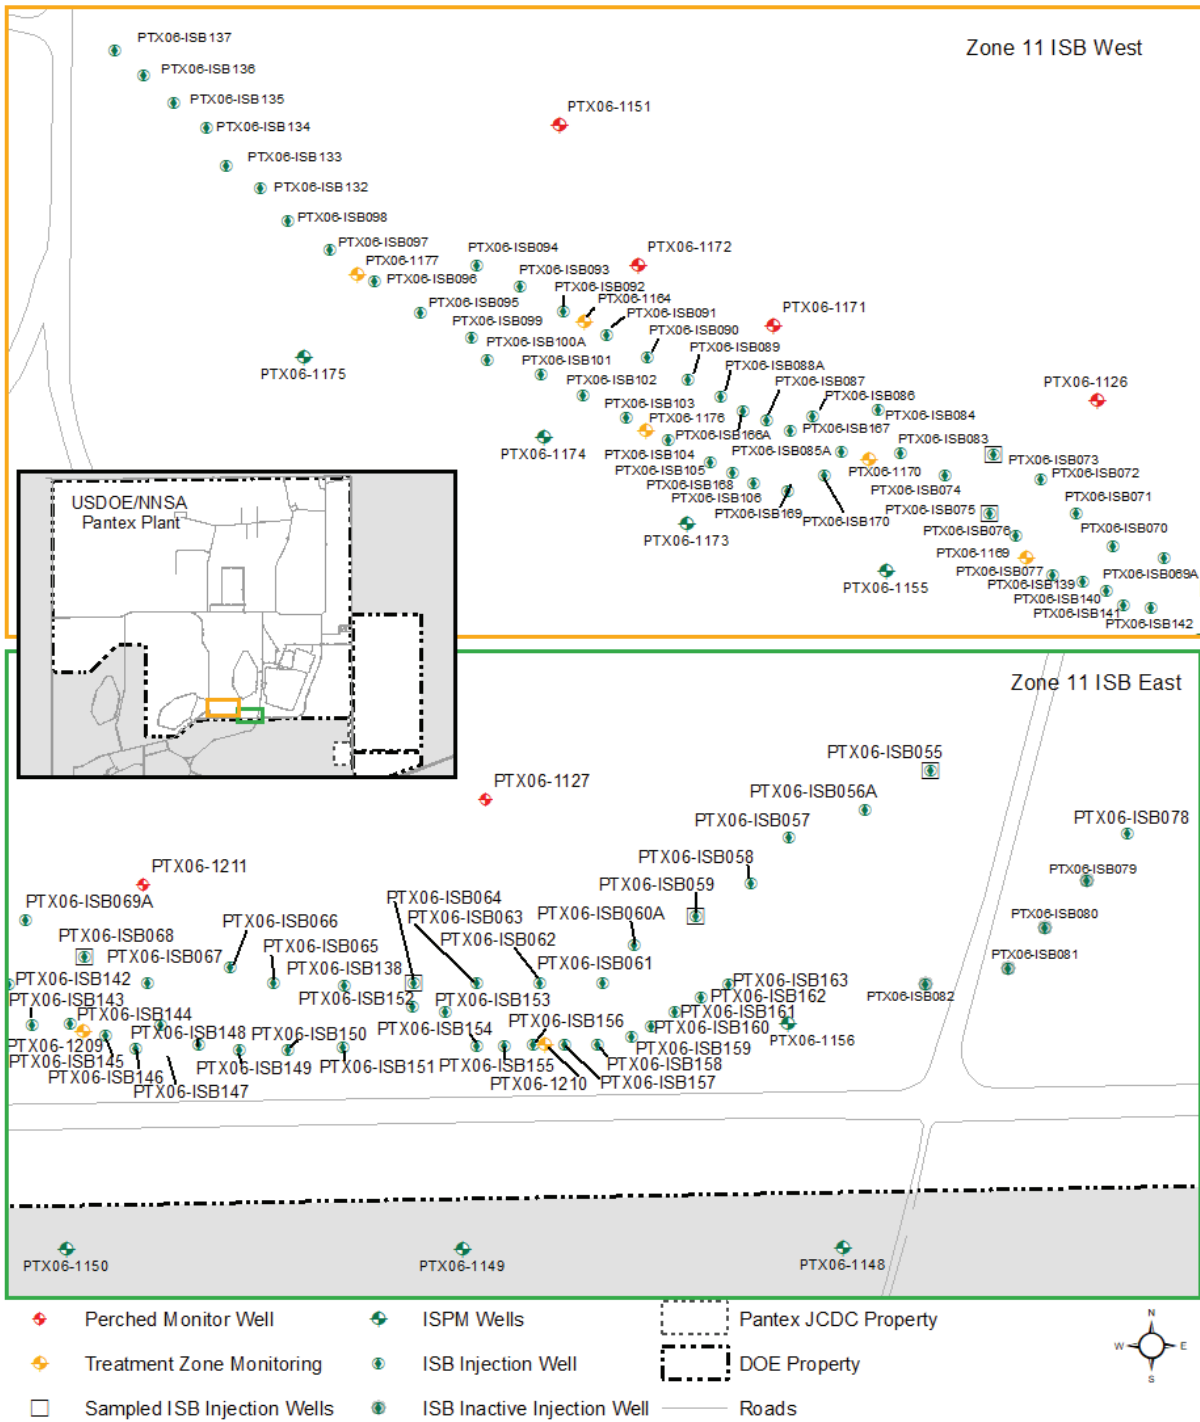 Zone 11 ISB West
PTX06-ISB137
PTX06-ISB136
PTX06-ISB135
PTX06-1151
PTX06-ISB134
PTX06-ISB133
PTX06-ISB132
PTX06-ISB098
PTX06-ISB097
PTX06-ISB094
PTX06-1172
PTX06-1177
PTX06-ISB093
PTX06-ISB096
PTX06-ISB092
PTX06-1164
PTX06-ISB095
PTX06-ISB091
PTX06-1171
PTX06-ISB099
PTX06-ISB090
PTX06-ISB100A
PTX06-ISB089
PTX06-ISB101
PTX06-ISB088A
PTX06-1175
PTX06-ISB102
PTX06-ISB087
PTX06-1126
PTX06-ISB086
PTX06-ISB103
PTX06-1176
PTX06-ISB084
PTX06-ISB167
PTX06-ISB166A
PTX06-ISB083
PTX06-1174
PTX06-ISB104
PTX06-ISB085A
PTX06-ISB073
PTX06-ISB105
PTX06-1170
PTX06-ISB072
PTX06-ISB168
PTX06-ISB074
PTX06-ISB106
PTX06-ISB071
PTX06-ISB169
PTX06-ISB075
PTX06-ISB170
PTX06-ISB070
PTX06-ISB076
PTX06-1173
PTX06-1169
PTX06-ISB077
PTX06-ISB069A
PTX06-1155
PTX06-ISB139
PTX06-ISB140
PTX06-ISB141
PTX06-ISB142
USDOE/NNSA
Pantex Plant
Zone 11 ISB East
PTX06-ISB055
PTX06-1127
PTX06-ISB056A
PTX06-ISB057
PTX06-ISB078
PTX06-ISB058
PTX06-1211
PTX06-ISB079
PTX06-ISB059
PTX06-ISB064
PTX06-ISB069A
PTX06-ISB066
PTX06-ISB063
PTX06-ISB060A
PTX06-ISB080
PTX06-ISB068
PTX06-ISB065
PTX06-ISB062
PTX06-ISB067
PTX06-ISB138
PTX06-ISB061
PTX06-ISB081
PTX06-ISB142
PTX06-ISB163
PTX06-ISB082
PTX06-ISB143
PTX06-ISB152
PTX06-ISB153
PTX06-ISB162
PTX06-ISB144
PTX06-ISB161
PTX06-ISB156
PTX06-ISB148
PTX06-ISB150
PTX06-ISB154
PTX06-ISB160
PTX06-1156
PTX06-1209
PTX06-ISB159
PTX06-ISB145
PTX06-ISB149
PTX06-ISB151
PTX06-ISB155
PTX06-ISB158
PTX06-ISB146
PTX06-1210
PTX06-ISB157
PTX06-ISB147
PTX06-1150
PTX06-1149
PTX06-1148
Perched Monitor Well
ISPM Wells
Pantex JCDC Property
Treatment Zone Monitoring
ISB Injection Well
DOE Property
Sampled ISB Injection Wells
ISB Inactive Injection Well
Roads
N
W
E
S